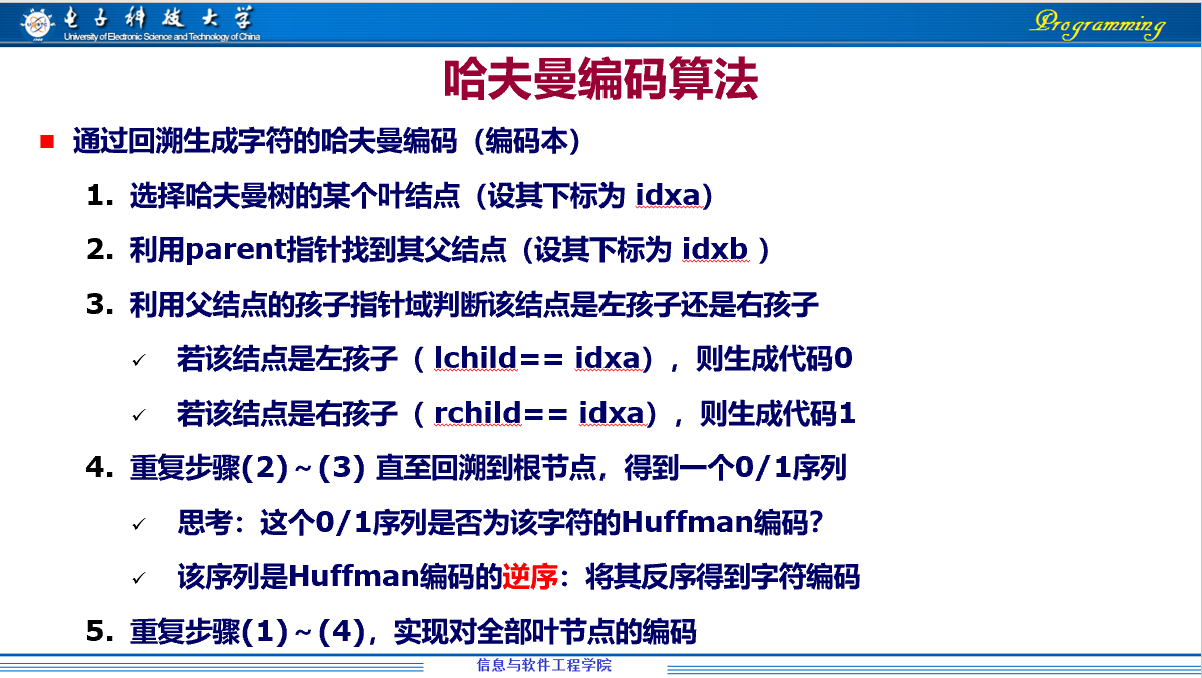 电子科技大学
University of Electronic Science and Technology of China
Programming
哈夫曼编码算法
通过回溯生成字符的哈夫曼编码（编码本）
1. 选择哈夫曼树的某个叶结点（设其下标为 idxa）
2. 利用parent指针找到其父结点（设其下标为 idxb ）
3. 利用父结点的孩子指针域判断该结点是左孩子还是右孩子
✓ 若该结点是左孩子（ lchild== idxa），则生成代码0
✓ 若该结点是右孩子（ rchild== idxa），则生成代码1
4. 重复步骤(2)～(3) 直至回溯到根节点，得到一个0/1序列
✓ 思考：这个0/1序列是否为该字符的Huffman编码？
✓ 该序列是Huffman编码的逆序：将其反序得到字符编码
5. 重复步骤(1)～(4)，实现对全部叶节点的编码
信息与软件工程学院